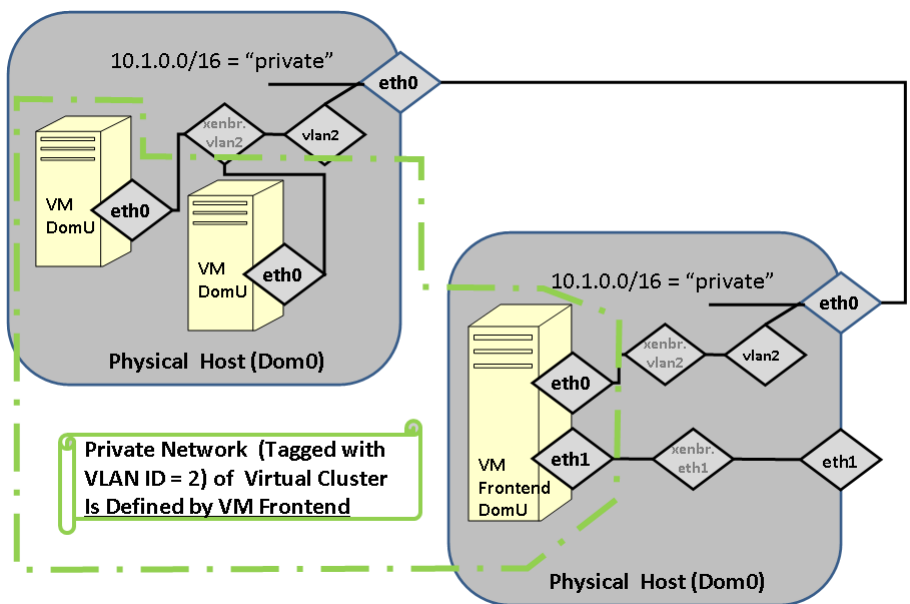 10.1.0.0/16 = “private”
eth0
xenbr.
vlan2
vlan2
VM
DomU
eth0
VM
DomU
eth0
Physical Host (Dom0)
10.1.0.0/16 = “private”
eth0
xenbr.
vlan2
vlan2
eth0
VM
Frontend
DomU
eth1
xenbr.
eth1
eth1
Physical Host (Dom0)
Private Network (Tagged with
VLAN ID = 2) of Virtual Cluster
Is Defined by VM Frontend